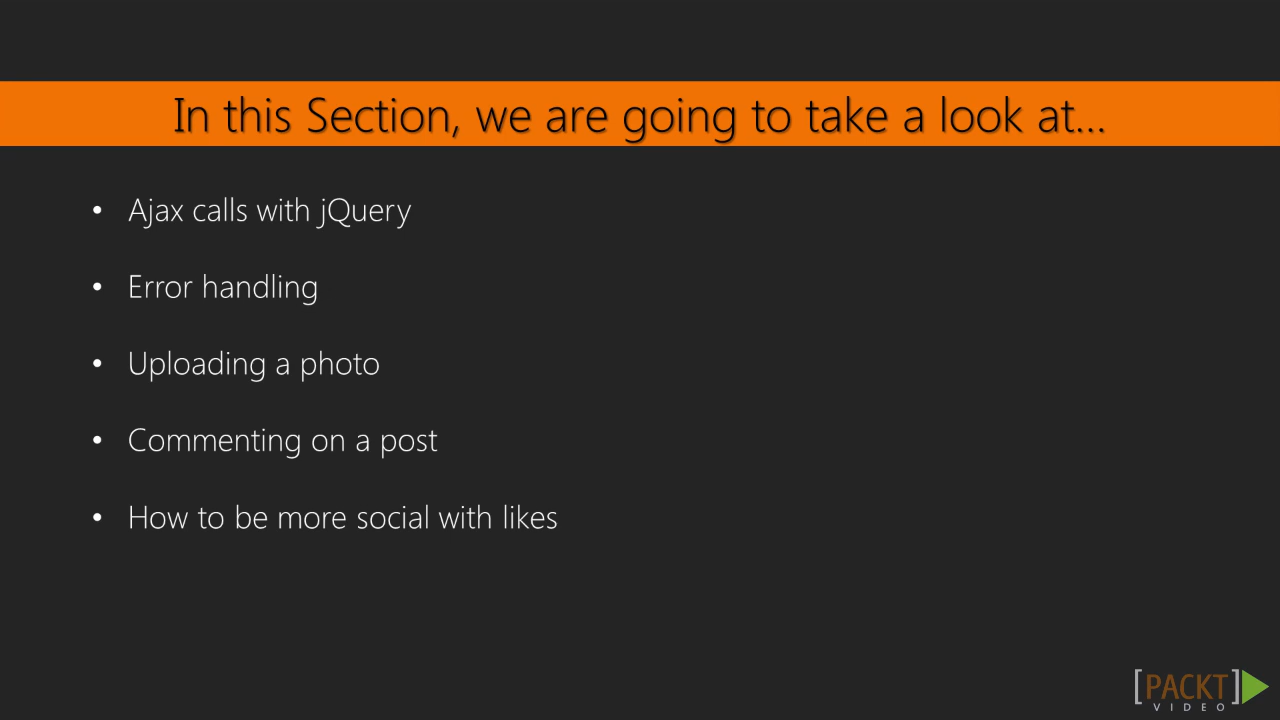 In this Section, we are going to take a look at...
• Ajax calls with jQuery
• Error handling
• Uploading a photo
• Commenting on a post
• How to be more social with likes
[PACKT]
VIDEO